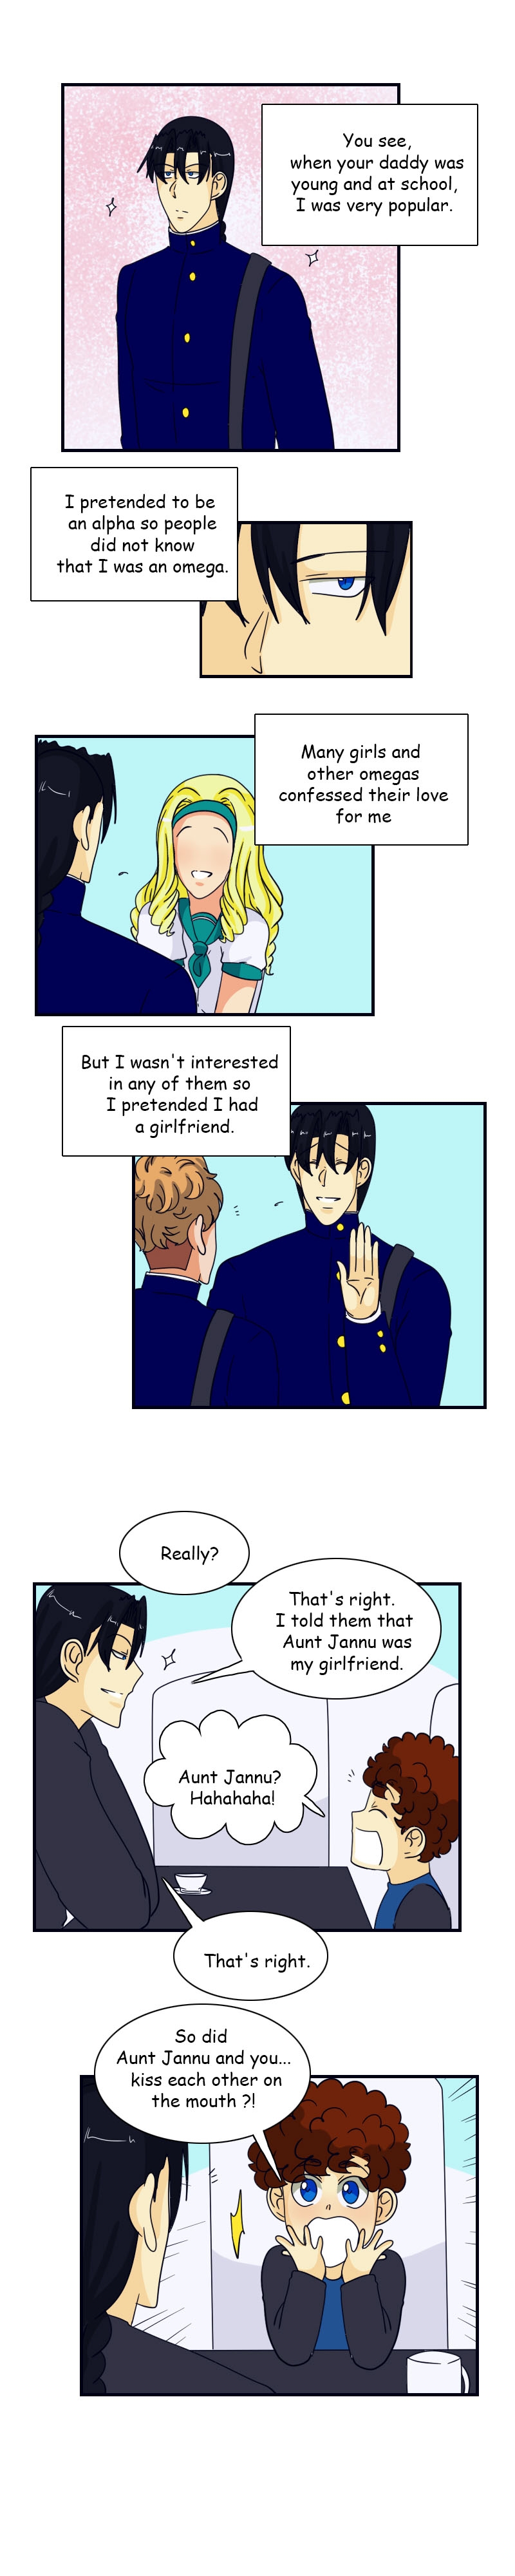 You see,
when your daddy was
young and at school,
I was very popular.
I pretended to be
an alpha so people
did not know
that I was an omega.
Many girls and
other omegas
confessed their love
for me
But I wasn't interested
in any of them so
I pretended I had
a girlfriend.
Really?
That's right.
I told them that
Aunt Jannu was
my girlfriend.
Aunt Jannu?
Hahahaha!
That's right.
So did
Aunt Jannu and you...
kiss each other on
the mouth ?!